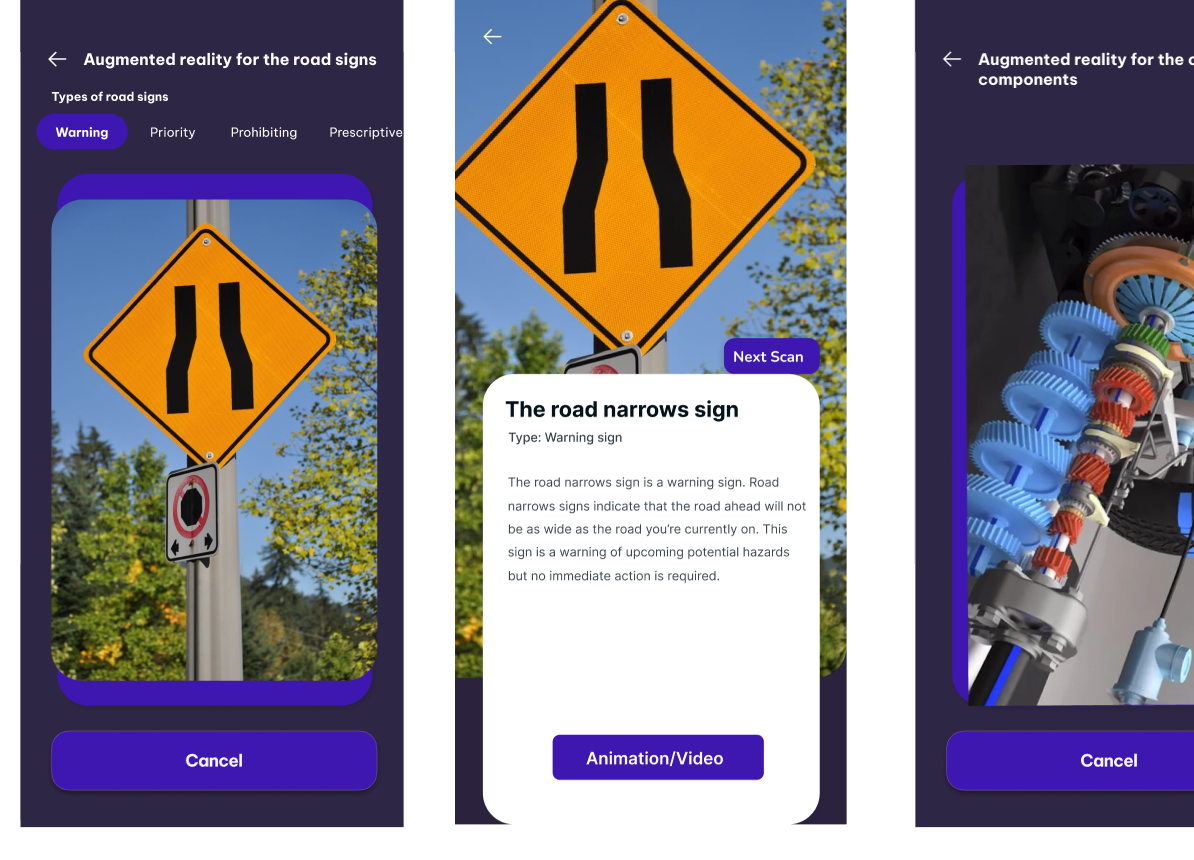 Augmented reality for the road signs
Types of road signs
Warning
Priority
Prohibiting
Prescriptive
Cancel
Next Scan
The road narrows sign
Type: Warning sign
The road narrows sign is a warning sign. Road
narrows signs indicate that the road ahead will not
be as wide as the road you're currently on. This
sign is a warning of upcoming potential hazards
but no immediate action is required.
Animation/Video
Augmented reality for the
components
Cancel